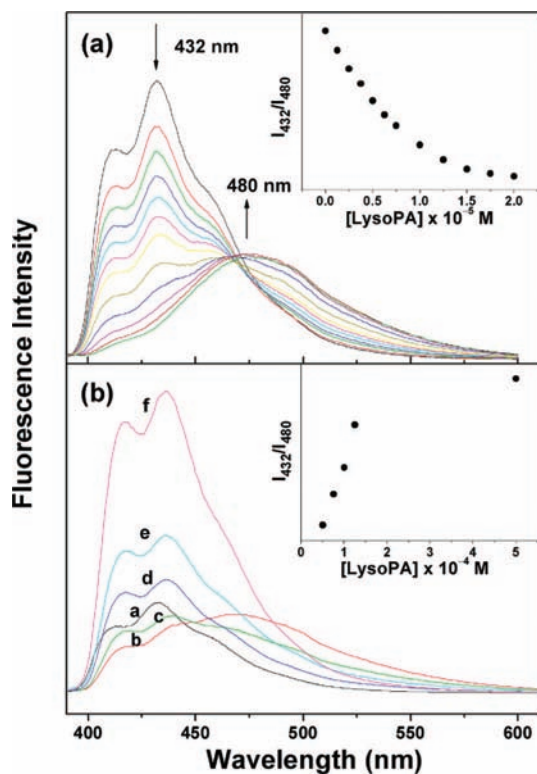 (a)
432 nm
480 nm
I432/I480
0.0 0.5 1.0 1.5 2.0
[LysoPA] x 10⁻⁵ M
(b)
f
e
d
a
c
b
I432/I480
0 1 2 3 4 5
[LysoPA] x 10⁻⁴ M
Fluorescence Intensity
400 450 500 550 600
Wavelength (nm)